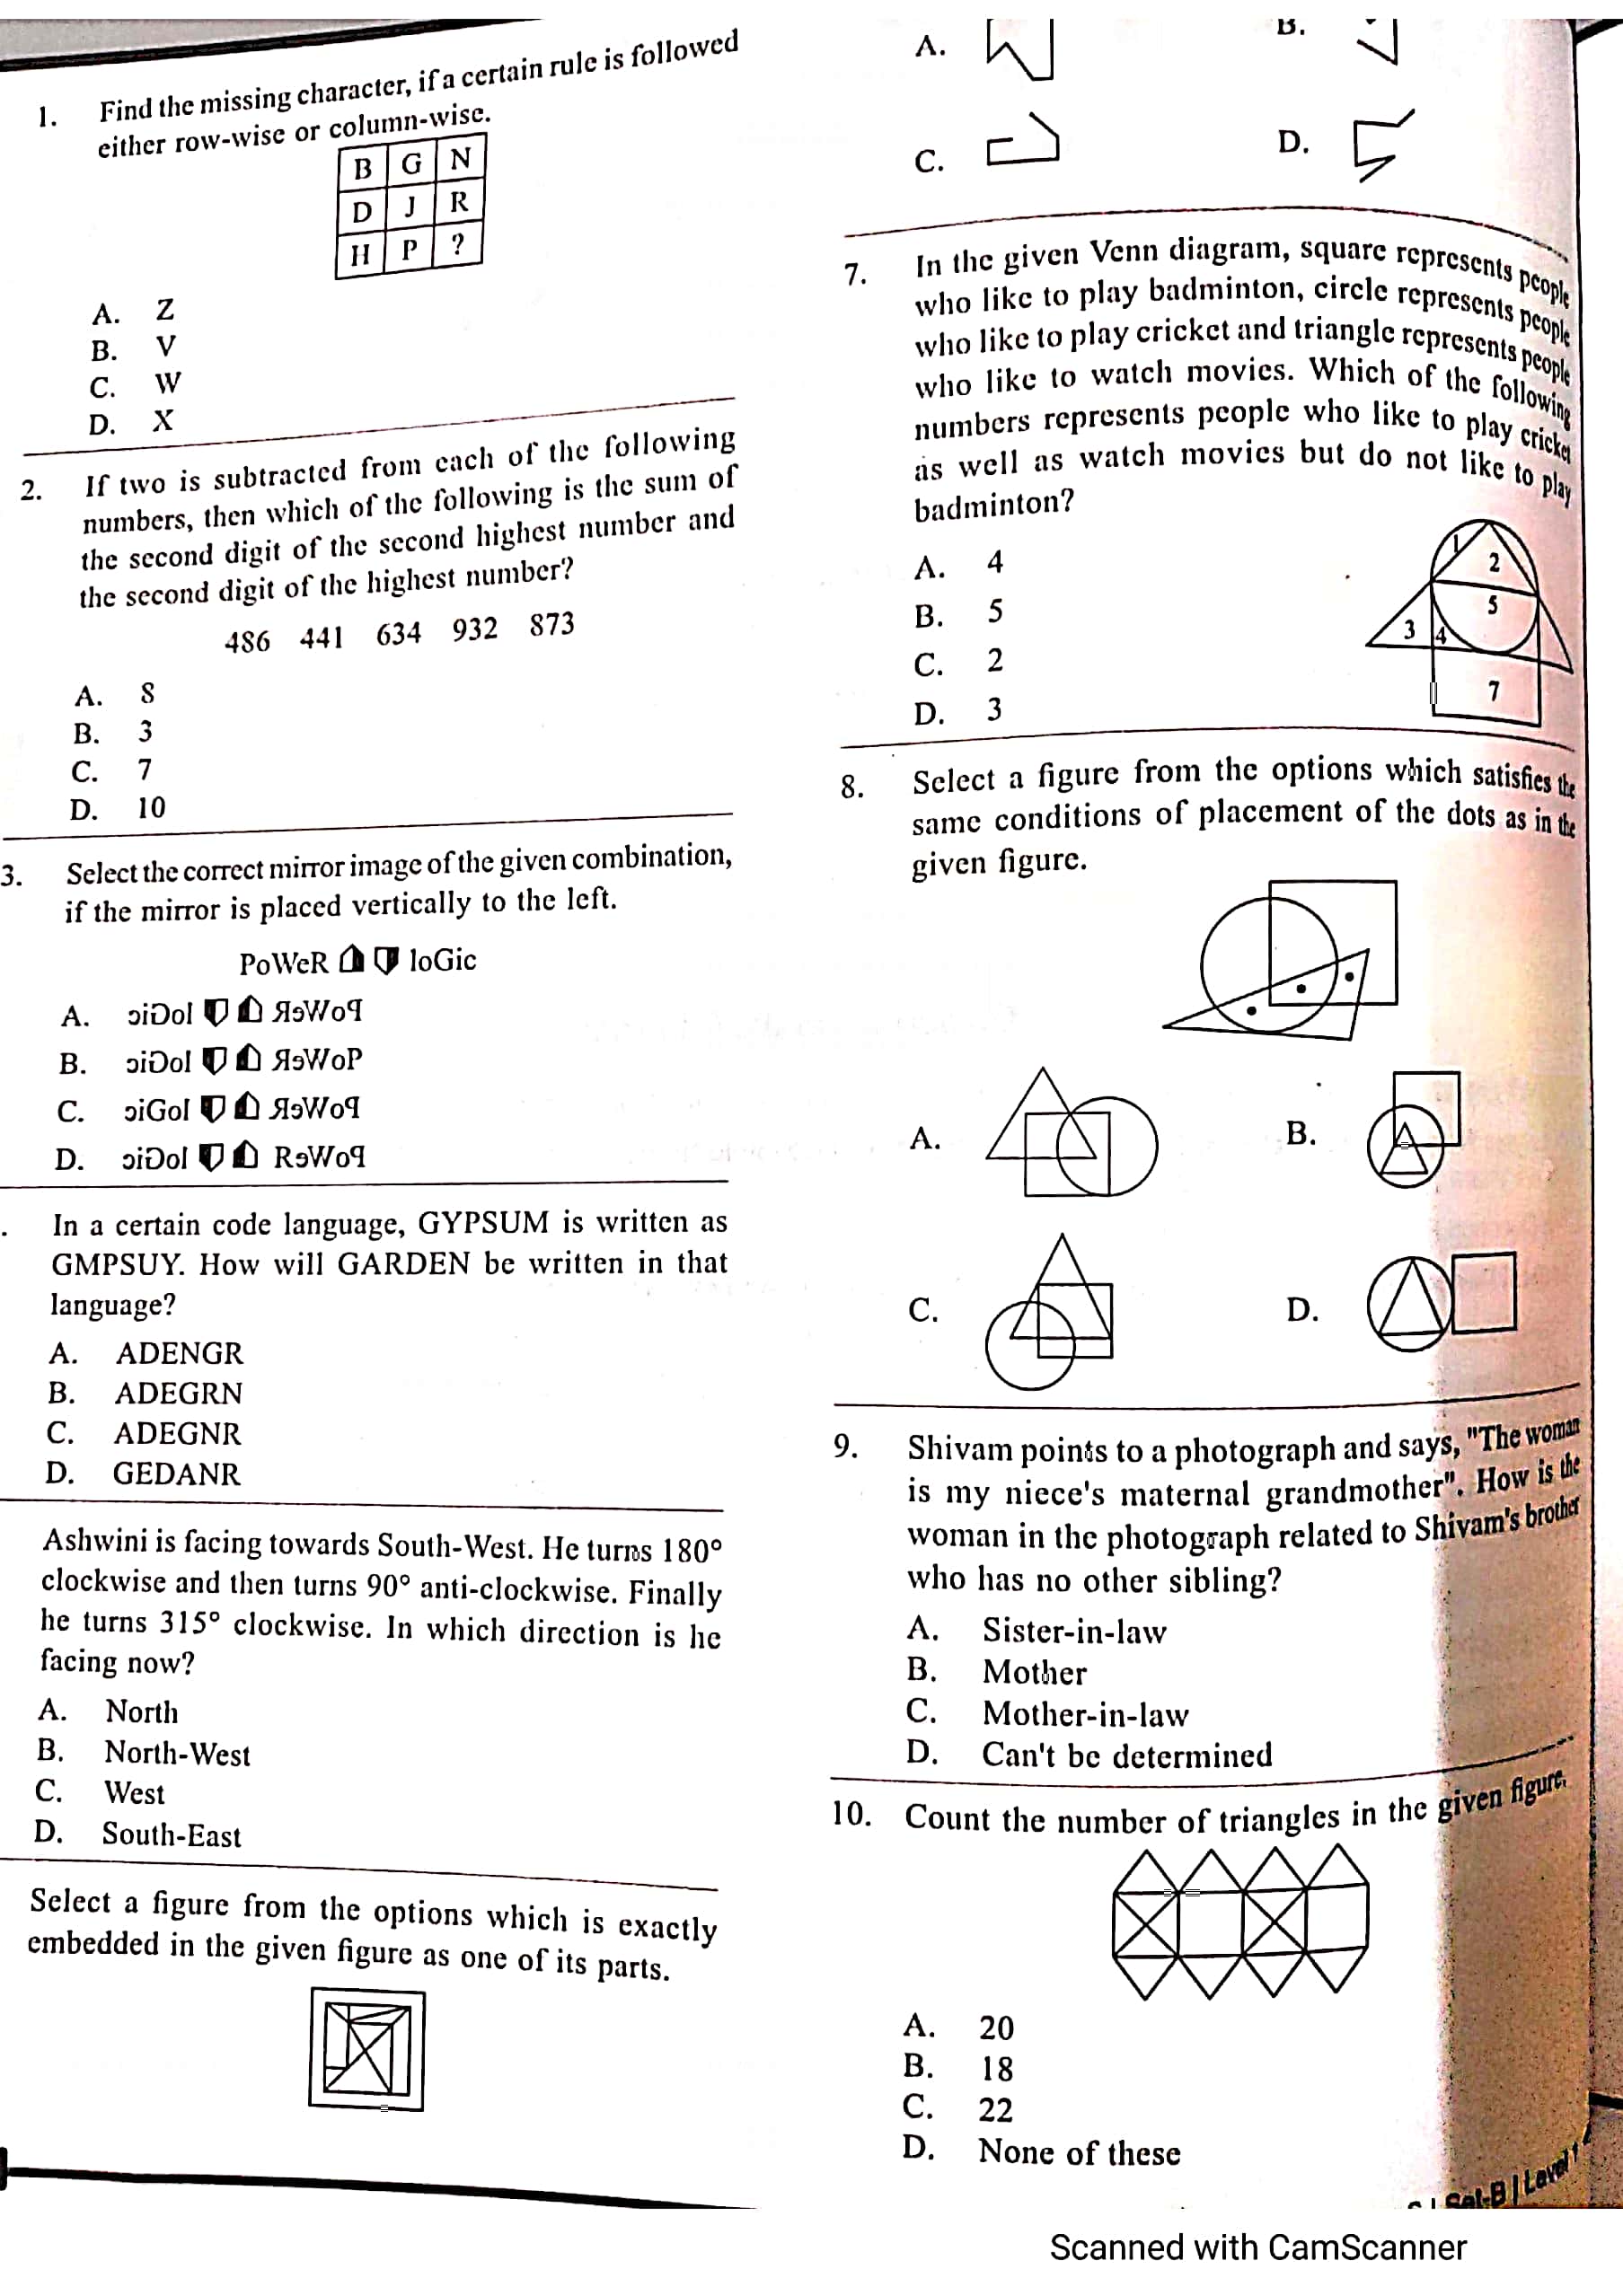 1. Find the missing character, if a certain rule is followed
either row-wise or column-wise.
B G N
D J R
H P ?
A. Z
B. V
C. W
D. X
2. If two is subtracted from each of the following
numbers, then which of the following is the sum of
the second digit of the second highest number and
the second digit of the highest number?
486 441 634 932 873
A. 8
B. 3
C. 7
D. 10
3. Select the correct mirror image of the given combination,
if the mirror is placed vertically to the left.
PoWeR loGic
A.
B.
C.
D.
. In a certain code language, GYPSUM is written as
GMPSUY. How will GARDEN be written in that
language?
A. ADENGR
B. ADEGRN
C. ADEGNR
D. GEDANR
Ashwini is facing towards South-West. He turns 180°
clockwise and then turns 90° anti-clockwise. Finally
he turns 315° clockwise. In which direction is he
facing now?
A. North
B. North-West
C. West
D. South-East
Select a figure from the options which is exactly
embedded in the given figure as one of its parts.
A. B.
C. D.
7. In the given Venn diagram, square represents people
who like to play badminton, circle represents people
who like to play cricket and triangle represents people
who like to watch movies. Which of the following
numbers represents people who like to play cricket
as well as watch movies but do not like to play
badminton?
A. 4
B. 5
C. 2
D. 3
1
2
5
3 4
7
8. Select a figure from the options which satisfies the
same conditions of placement of the dots as in the
given figure.
A. B.
C. D.
9. Shivam points to a photograph and says, "The woman
is my niece's maternal grandmother". How is the
woman in the photograph related to Shivam's brother
who has no other sibling?
A. Sister-in-law
B. Mother
C. Mother-in-law
D. Can't be determined
10. Count the number of triangles in the given figure.
A. 20
B. 18
C. 22
D. None of these
Set-B | Level 1
Scanned with CamScanner